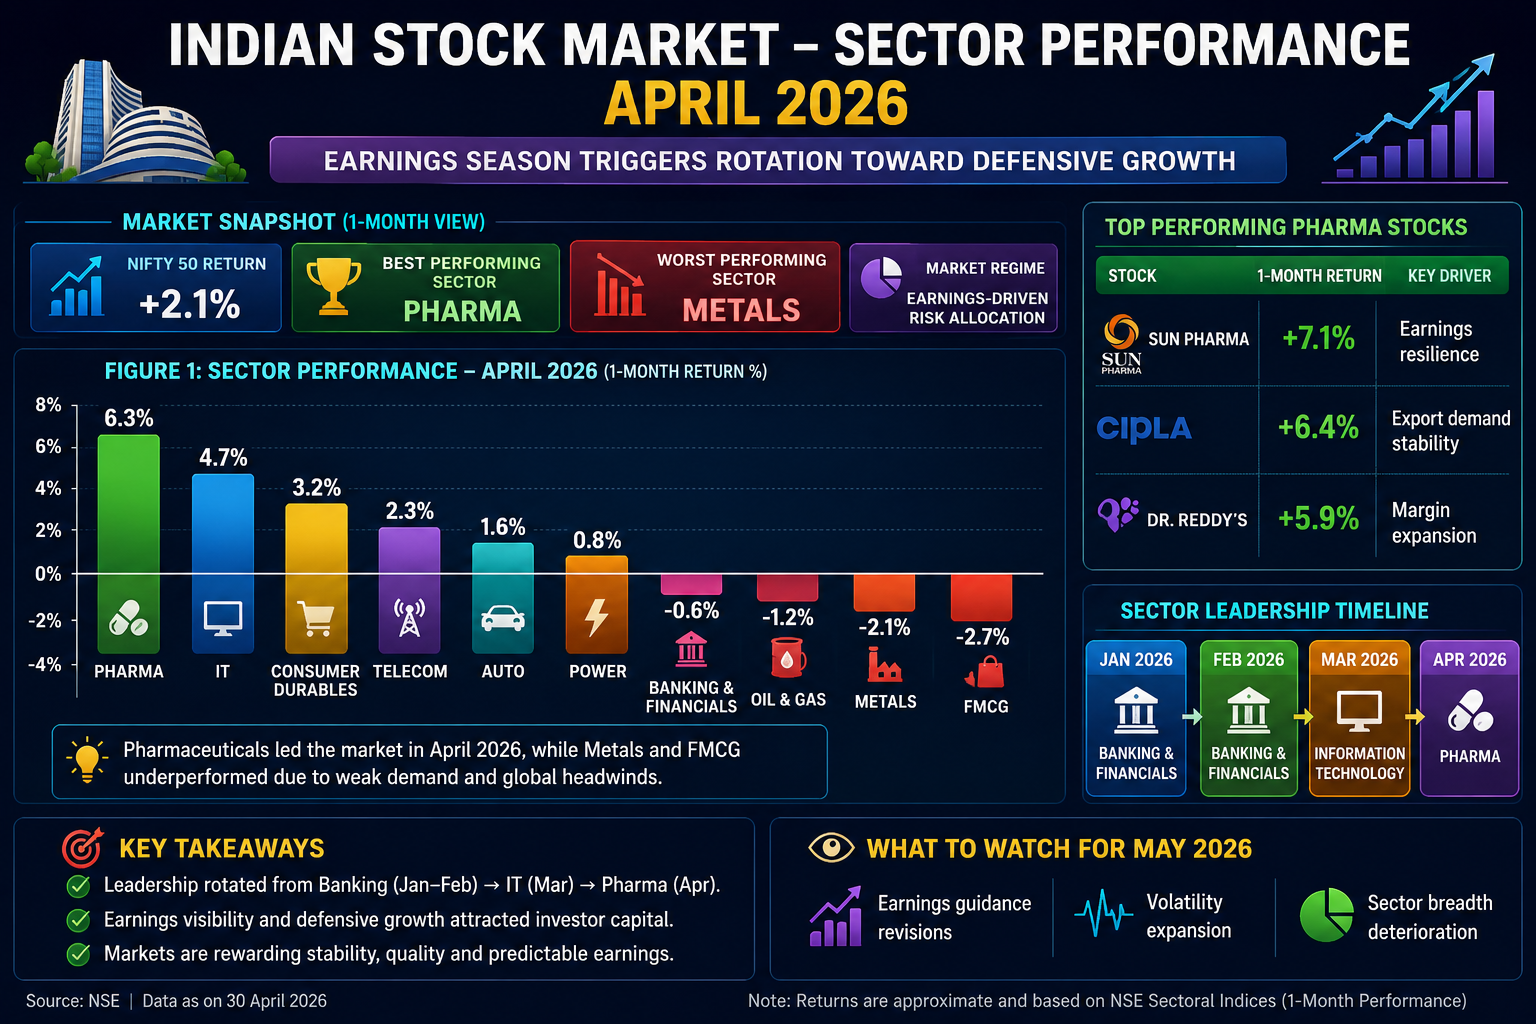 INDIAN STOCK MARKET – SECTOR PERFORMANCE
APRIL 2026
EARNINGS SEASON TRIGGERS ROTATION TOWARD DEFENSIVE GROWTH
MARKET SNAPSHOT (1-MONTH VIEW)
NIFTY 50 RETURN
+2.1%
BEST PERFORMING
SECTOR
PHARMA
WORST PERFORMING
SECTOR
METALS
MARKET REGIME
EARNINGS-DRIVEN
RISK ALLOCATION
FIGURE 1: SECTOR PERFORMANCE – APRIL 2026 (1-MONTH RETURN %)
8%
6%
4%
2%
0%
-2%
-4%
6.3%
4.7%
3.2%
2.3%
1.6%
0.8%
-0.6%
-1.2%
-2.1%
-2.7%
PHARMA
IT
CONSUMER
DURABLES
TELECOM
AUTO
POWER
BANKING &
FINANCIALS
OIL & GAS
METALS
FMCG
Pharmaceuticals led the market in April 2026, while Metals and FMCG
underperformed due to weak demand and global headwinds.
TOP PERFORMING PHARMA STOCKS
STOCK 1-MONTH RETURN KEY DRIVER
SUN
PHARMA
SUN PHARMA
+7.1%
Earnings
resilience
CIPLA
+6.4%
Export demand
stability
DR. REDDY'S
+5.9%
Margin
expansion
SECTOR LEADERSHIP TIMELINE
JAN 2026
BANKING &
FINANCIALS
FEB 2026
BANKING &
FINANCIALS
MAR 2026
INFORMATION
TECHNOLOGY
APR 2026
PHARMA
KEY TAKEAWAYS
Leadership rotated from Banking (Jan–Feb) → IT (Mar) → Pharma (Apr).
Earnings visibility and defensive growth attracted investor capital.
Markets are rewarding stability, quality and predictable earnings.
WHAT TO WATCH FOR MAY 2026
Earnings guidance
revisions
Volatility
expansion
Sector breadth
deterioration
Source: NSE | Data as on 30 April 2026
Note: Returns are approximate and based on NSE Sectoral Indices (1-Month Performance)